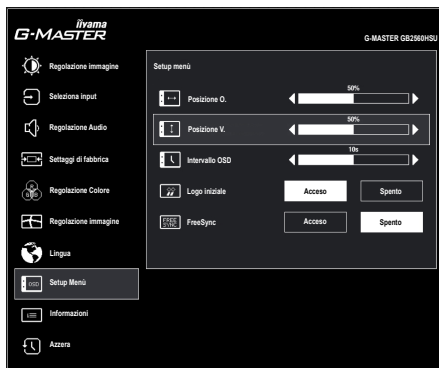 iiyama
G-MASTER
G-MASTER GB2560HSU
Regolazione immagine
Seleziona input
Regolazione Audio
Settaggi di fabbrica
Regolazione Colore
Regolazione immagine
Lingua
OSD
Setup Menù
Informazioni
Azzera
Setup menù
Posizione O.
50%
Posizione V.
50%
Intervallo OSD
10s
Logo iniziale
Acceso
Spento
FREE
SYNC
FreeSync
Acceso
Spento